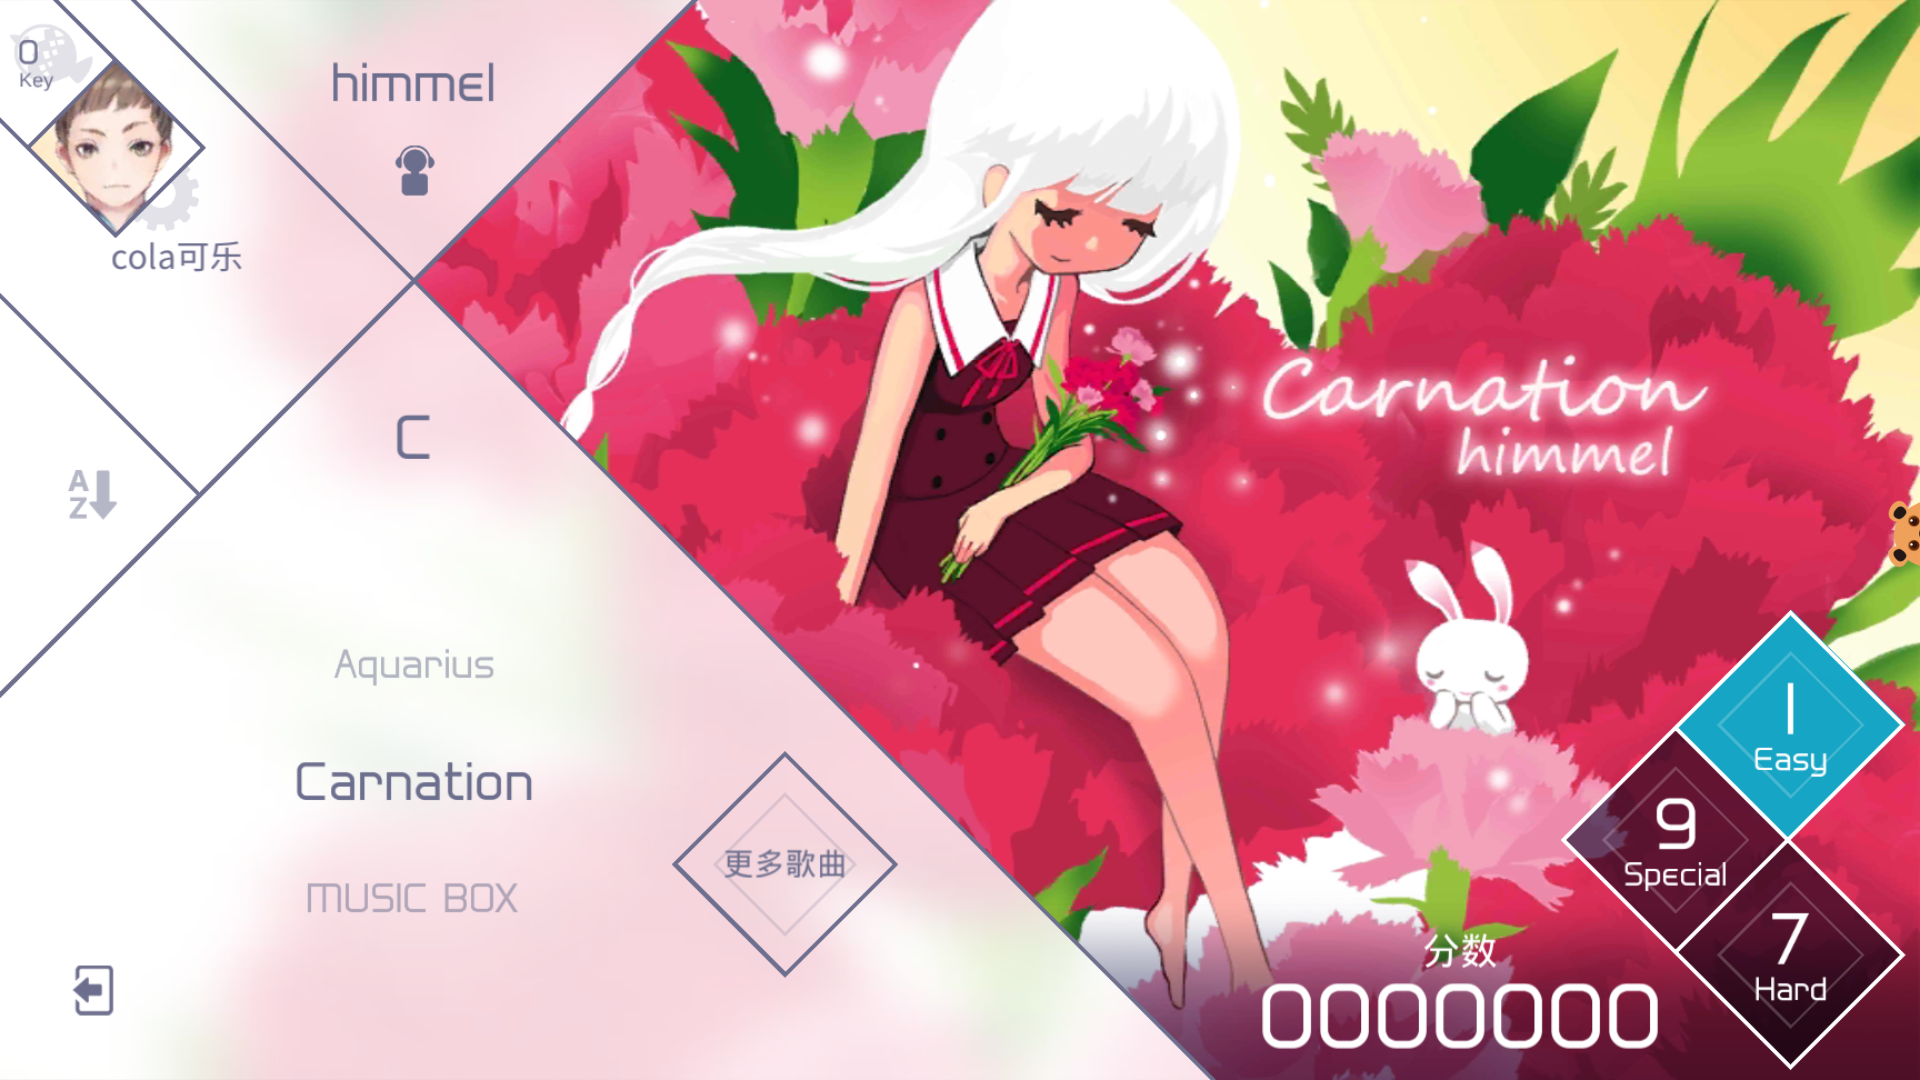 0
Key
himmel
cola可乐
Carnation
himmel
C
A
Z
Aquarius
Carnation
MUSIC BOX
更多歌曲
1
Easy
9
Special
7
Hard
分数
0000000